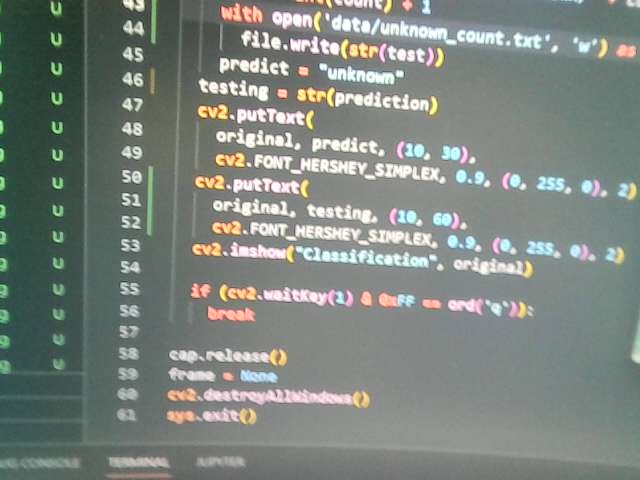 43 count) + 1
44 with open('data/unknown_count.txt', 'w') as
45 file.write(str(test))
46 predict = "unknown"
47 testing = str(prediction)
48 cv2.putText(
49 original, predict, (10, 30),
50 cv2.FONT_HERSHEY_SIMPLEX, 0.9, (0, 255, 0), 2)
51 cv2.putText(
52 original, testing, (10, 60),
53 cv2.FONT_HERSHEY_SIMPLEX, 0.9, (0, 255, 0), 2)
54 cv2.imshow("Classification", original)
55
56 if (cv2.waitKey(1) & 0xFF == ord('q')):
57 break
58 cap.release()
59 frame = None
60 cv2.destroyAllWindows()
61 sys.exit()
U
U
U
U
U
U
U
U
U
U
U
U
U
CONSOLE TERMINAL JUPYTER